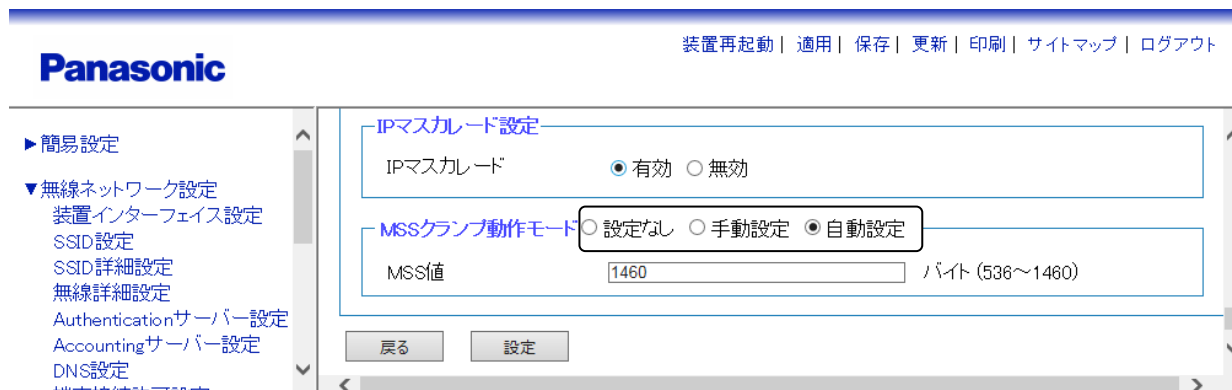 Panasonic
装置再起動| 適用| 保存| 更新| 印刷| サイトマップ| ログアウト
▶簡易設定
▼無線ネットワーク設定
装置インターフェイス設定
SSID設定
SSID詳細設定
無線詳細設定
Authenticationサーバー設定
Accountingサーバー設定
DNS設定
IPマスカレード設定
IPマスカレード 有効 無効
MSSクランプ動作モード 設定なし 手動設定 自動設定
MSS値 1460 バイト (536～1460)
戻る 設定